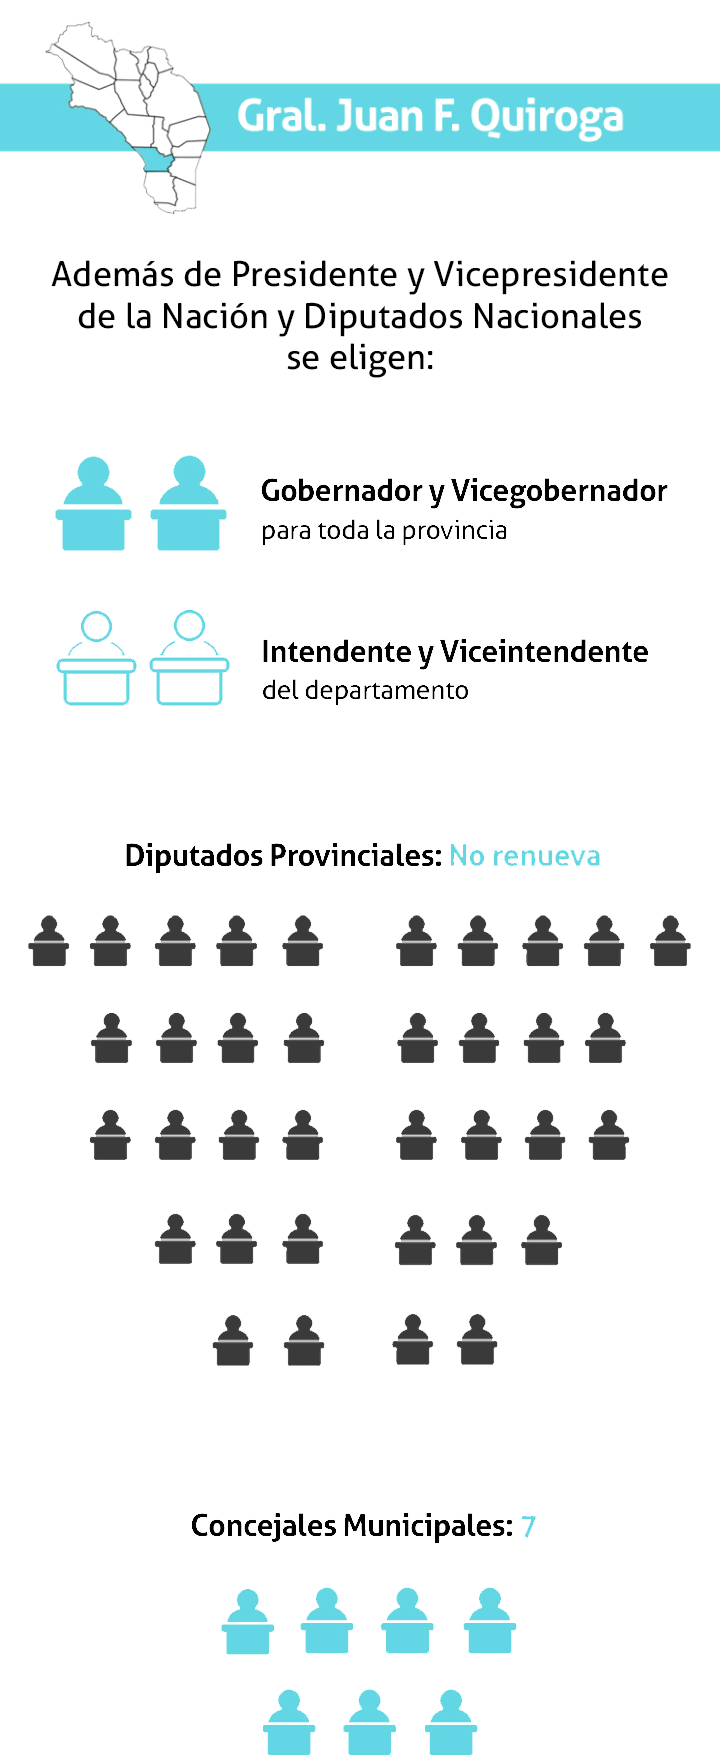 Gral. Juan F. Quiroga
Además de Presidente y Vicepresidente
de la Nación y Diputados Nacionales
se eligen:
Gobernador y Vicegobernador
para toda la provincia
Intendente y Viceintendente
del departamento
Diputados Provinciales: No renueva
Concejales Municipales: 7